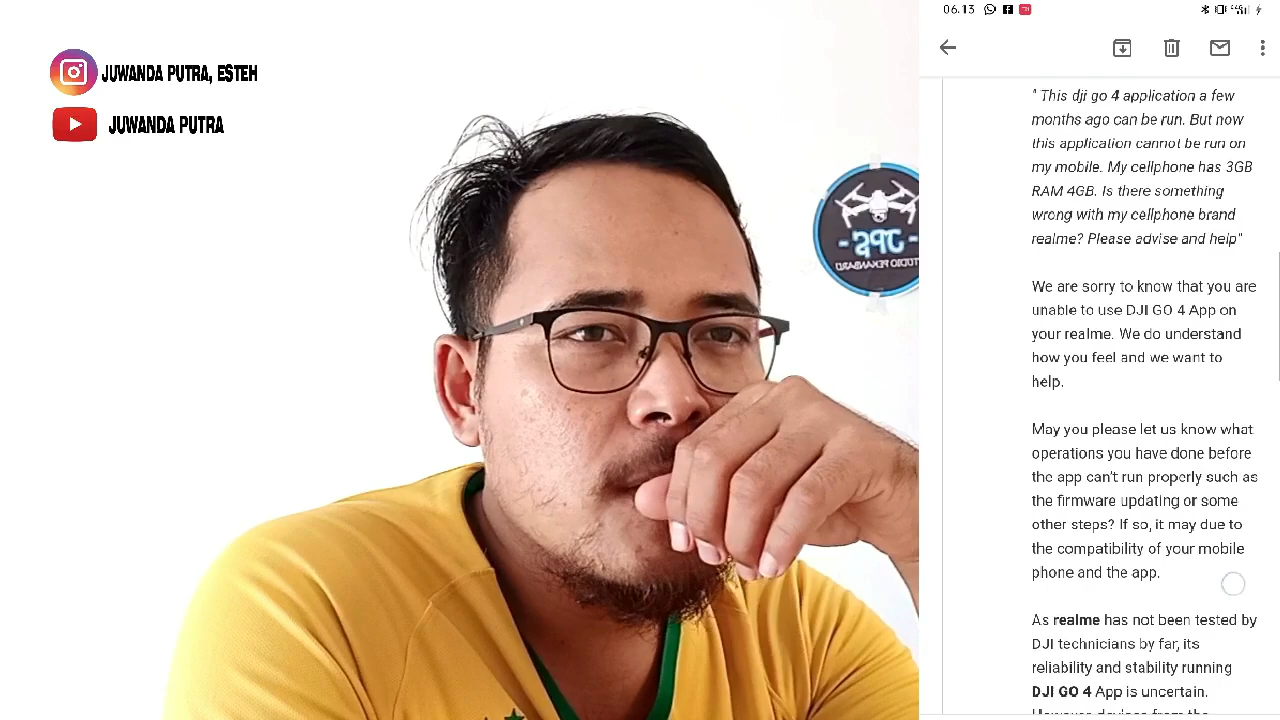 JUWANDA PUTRA, ESTEH
JUWANDA PUTRA
JPG
STUDIO PEKANBARU
06.13
" This dji go 4 application a few
months ago can be run. But now
this application cannot be run on
my mobile. My cellphone has 3GB
RAM 4GB. Is there something
wrong with my cellphone brand
realme? Please advise and help"
We are sorry to know that you are
unable to use DJI GO 4 App on
your realme. We do understand
how you feel and we want to
help.
May you please let us know what
operations you have done before
the app can't run properly such as
the firmware updating or some
other steps? If so, it may due to
the compatibility of your mobile
phone and the app.
As realme has not been tested by
DJI technicians by far, its
reliability and stability running
DJI GO 4 App is uncertain.
However, devices from the